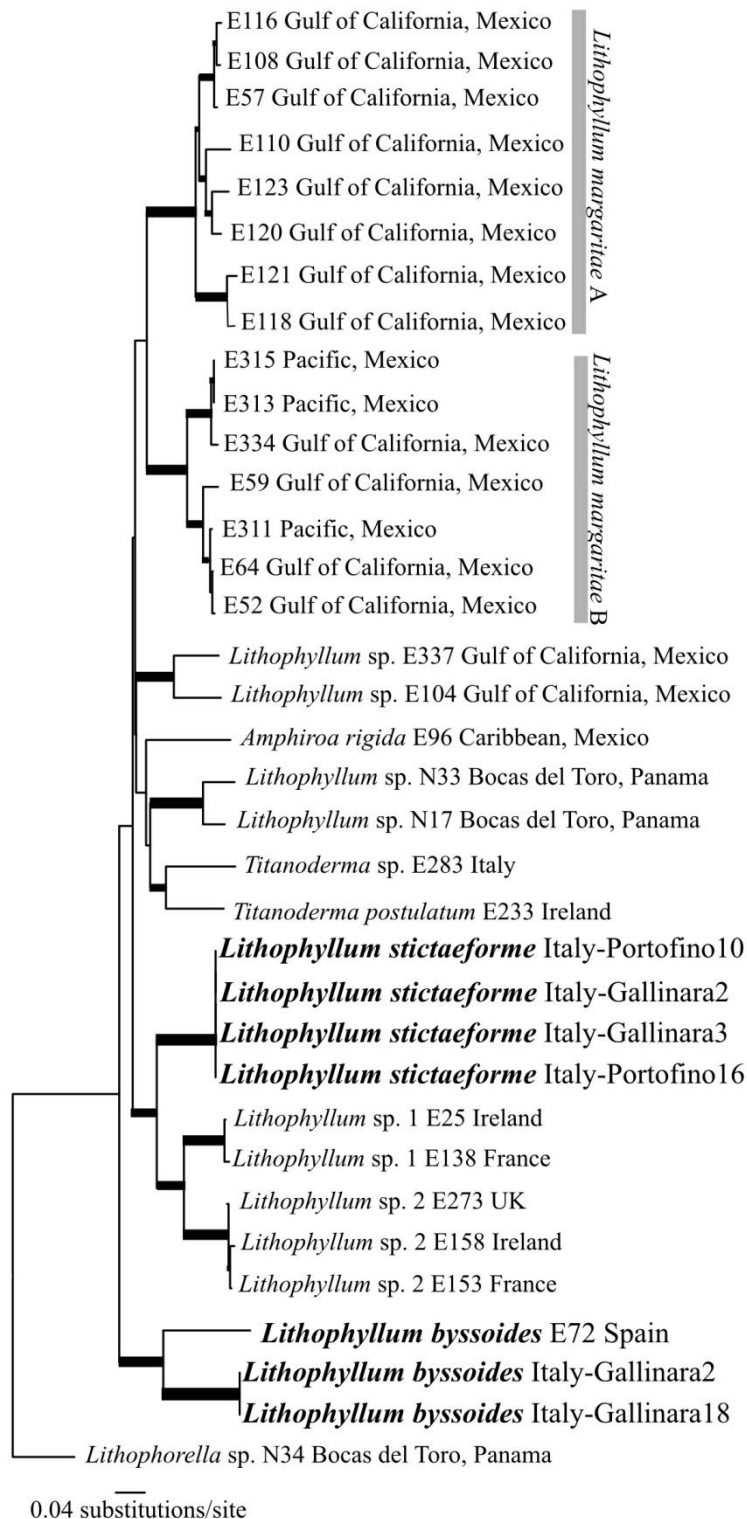 E116 Gulf of California, Mexico
E108 Gulf of California, Mexico
E57 Gulf of California, Mexico
E110 Gulf of California, Mexico
E123 Gulf of California, Mexico
E120 Gulf of California, Mexico
E121 Gulf of California, Mexico
E118 Gulf of California, Mexico
Lithophyllum margaritae A
E315 Pacific, Mexico
E313 Pacific, Mexico
E334 Gulf of California, Mexico
E59 Gulf of California, Mexico
E311 Pacific, Mexico
E64 Gulf of California, Mexico
E52 Gulf of California, Mexico
Lithophyllum margaritae B
Lithophyllum sp. E337 Gulf of California, Mexico
Lithophyllum sp. E104 Gulf of California, Mexico
Amphiroa rigida E96 Caribbean, Mexico
Lithophyllum sp. N33 Bocas del Toro, Panama
Lithophyllum sp. N17 Bocas del Toro, Panama
Titanoderma sp. E283 Italy
Titanoderma postulatum E233 Ireland
Lithophyllum stictaeforme Italy-Portofino10
Lithophyllum stictaeforme Italy-Gallinara2
Lithophyllum stictaeforme Italy-Gallinara3
Lithophyllum stictaeforme Italy-Portofino16
Lithophyllum sp. 1 E25 Ireland
Lithophyllum sp. 1 E138 France
Lithophyllum sp. 2 E273 UK
Lithophyllum sp. 2 E158 Ireland
Lithophyllum sp. 2 E153 France
Lithophyllum byssoides E72 Spain
Lithophyllum byssoides Italy-Gallinara2
Lithophyllum byssoides Italy-Gallinara18
Lithophorella sp. N34 Bocas del Toro, Panama
0.04 substitutions/site